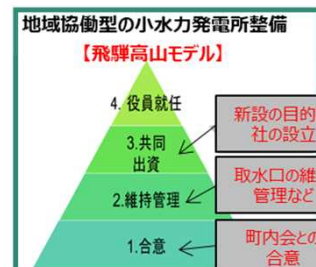 地域協働型の小水力発電所整備
【飛騨高山モデル】
4. 役員就任
3.共同
出資
2.維持管理
1.合意
新設の目的
社の設立
取水口の維
管理など
町内会との
合意